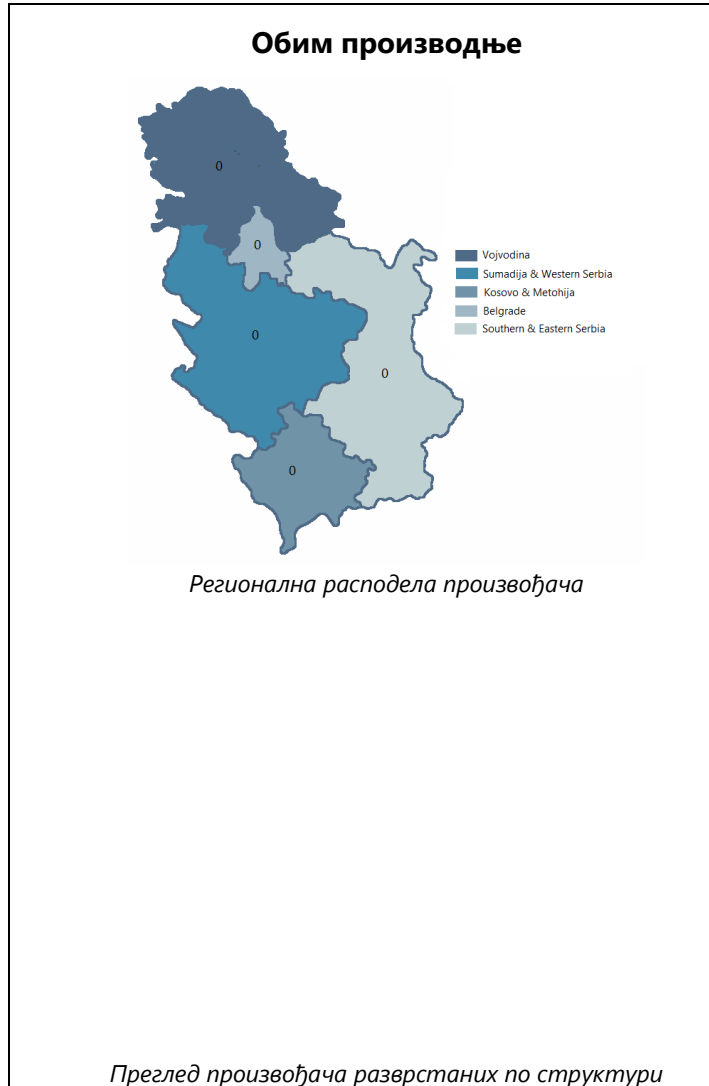 Обим производње
0
0
Vojvodina
Sumadija & Western Serbia
Kosovo & Metohija
Belgrade
Southern & Eastern Serbia
0
0
0
Регионална расподела произвођача
Преглед произвођача разврстаних по структури